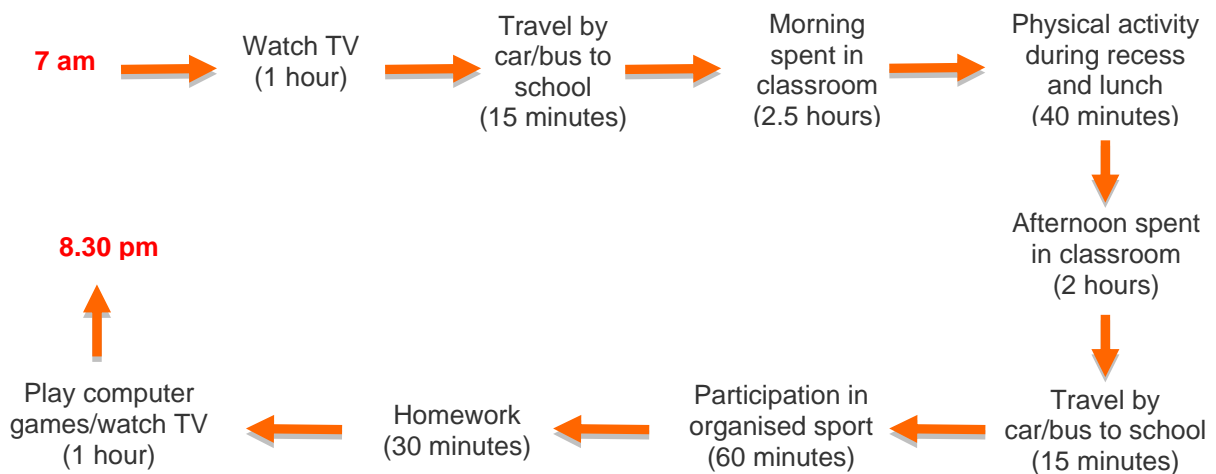 7 am
Watch TV
(1 hour)
Travel by
car/bus to
school
(15 minutes)
Morning
spent in
classroom
(2.5 hours)
Physical activity
during recess
and lunch
(40 minutes)
Afternoon spent
in classroom
(2 hours)
Travel by
car/bus to school
(15 minutes)
Participation in
organised sport
(60 minutes)
Homework
(30 minutes)
Play computer
games/watch TV
(1 hour)
8.30 pm